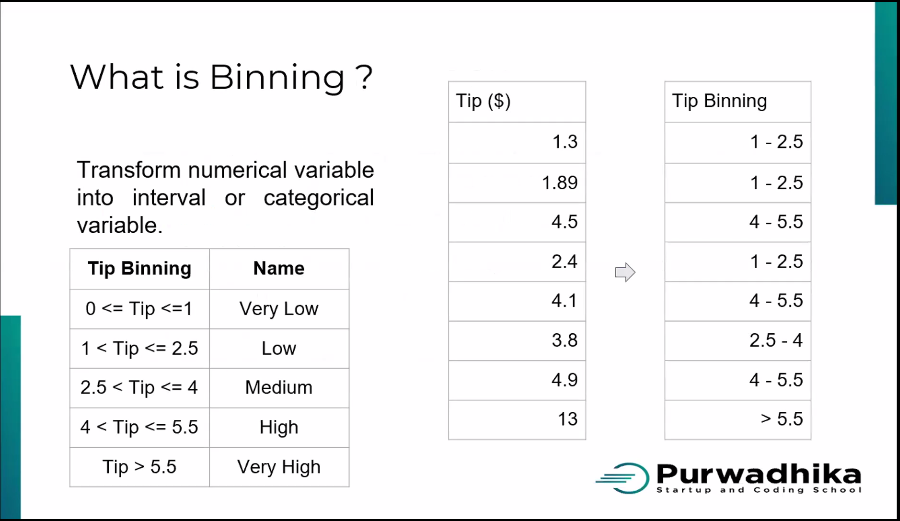 What is Binning ?
Transform numerical variable
into interval or categorical
variable.
Tip Binning Name
0 <= Tip <=1 Very Low
1 < Tip <= 2.5 Low
2.5 < Tip <= 4 Medium
4 < Tip <= 5.5 High
Tip > 5.5 Very High
Tip ($) Tip Binning
1.3 1 - 2.5
1.89 1 - 2.5
4.5 4 - 5.5
2.4 1 - 2.5
4.1 4 - 5.5
3.8 2.5 - 4
4.9 4 - 5.5
13 > 5.5
Purwadhika
Startup and Coding School